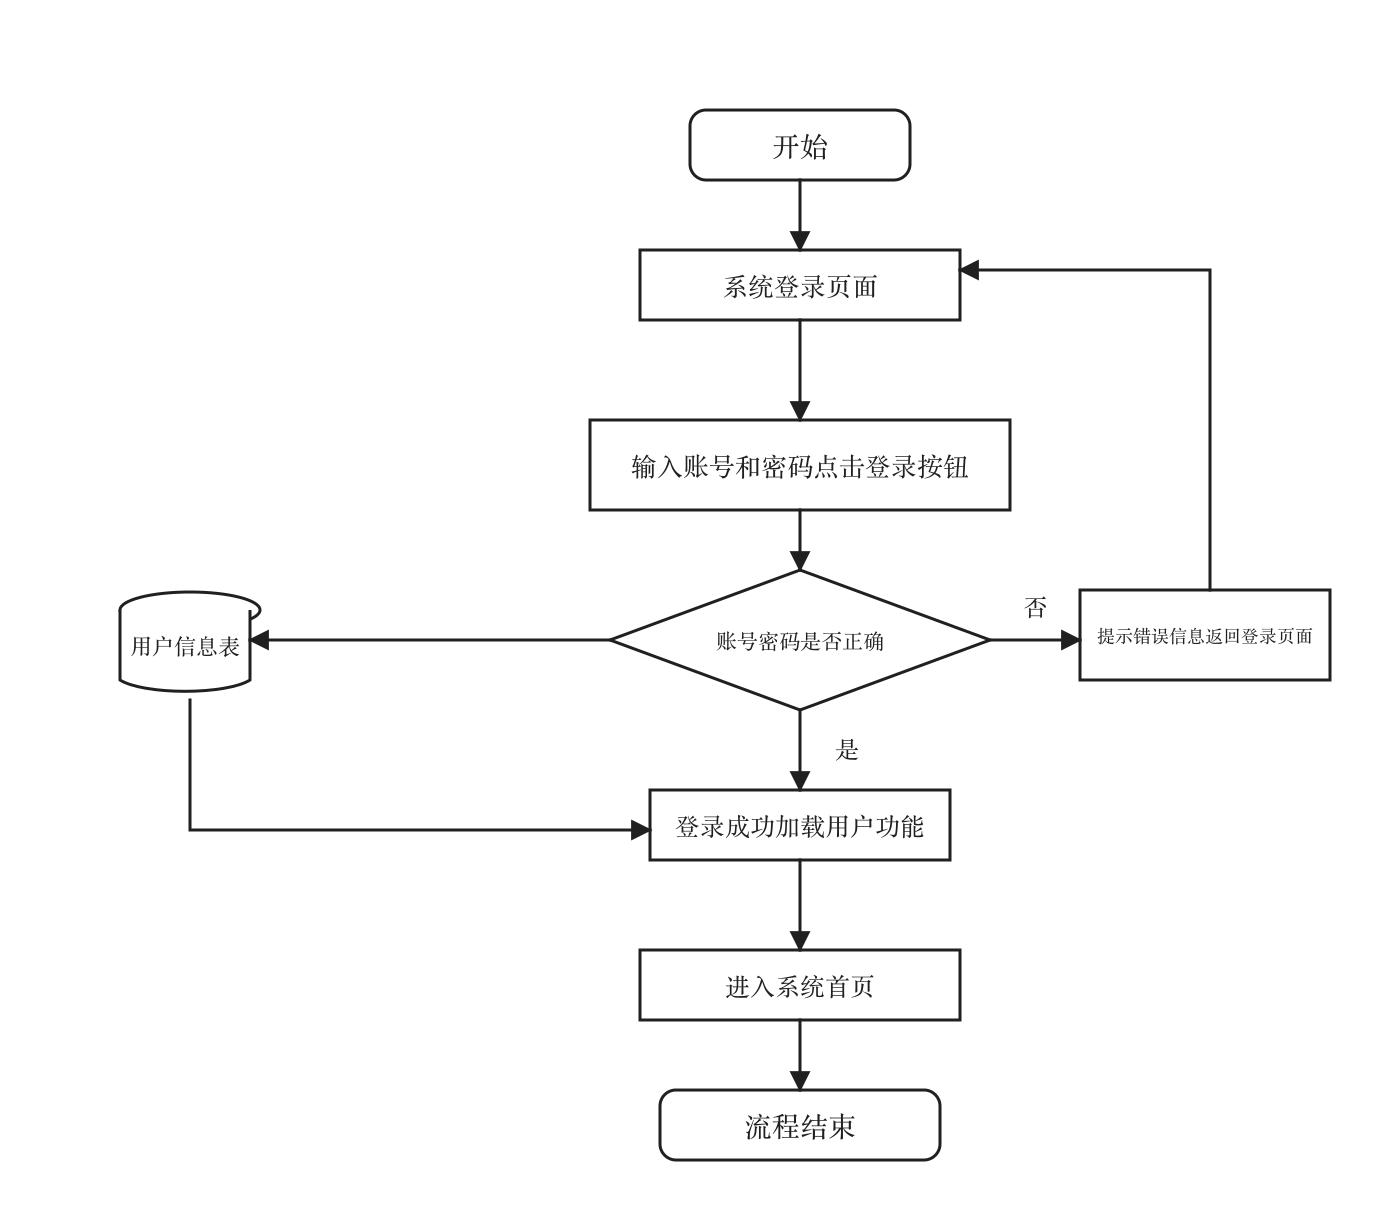 开始
系统登录页面
输入账号和密码点击登录按钮
否
用户信息表
账号密码是否正确
提示错误信息返回登录页面
是
登录成功加载用户功能
进入系统首页
流程结束